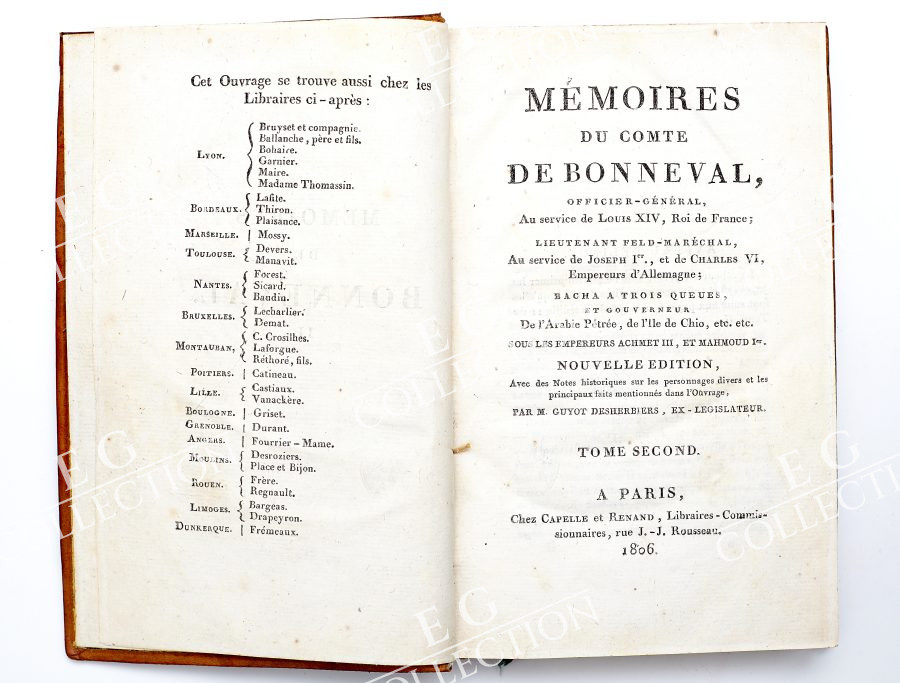 Cet Ouvrage se trouve aussi chez les
Libraires ci-après :
Lyon. { Bruyset et compagnie.
Ballanche, père et fils.
Bohaire.
Garnier.
Maire.
Madame Thomassin.
Bordeaux. { Lafite.
Thiron.
Plaisance.
Marseille. | Mossy.
Toulouse. { Devers.
Manavit.
Nantes. { Forest.
Sicard.
Baudin.
Bruxelles. { Lecharlier.
Demat.
Montauban, { C. Crosilhes.
Laforgue.
Réthoré, fils.
Poitiers. | Catineau.
Lille. { Castiaux.
Vanackère.
Boulogne. | Griset.
Grenoble. | Durant.
Angers. | Fourrier-Mame.
Moulins. { Desroziers.
Place et Bijon.
Rouen. { Frère.
Regnault.
Limoges. { Bargeas.
Drapeyron.
Dunkerque. | Frémeaux.
MÉMOIRES
DU COMTE
DE BONNEVAL,
OFFICIER-GÉNÉRAL,
Au service de Louis XIV, Roi de France ;
LIEUTENANT FELD-MARÉCHAL,
Au service de Joseph Ier., et de Charles VI,
Empereurs d'Allemagne ;
BACHA A TROIS QUEUES,
ET GOUVERNEUR
De l'Arabie Pétrée, de l'Ile de Chio, etc. etc.
SOUS LES EMPEREURS ACHMET III, ET MAHMOUD Ier.
NOUVELLE EDITION,
Avec des Notes historiques sur les personnages divers et les
principaux faits mentionnés dans l'Ouvrage,
PAR M. GUYOT DESHERBIERS, EX-LEGISLATEUR.
TOME SECOND.
A PARIS,
Chez Capelle et Renand, Libraires-Commis-
sionnaires, rue J.-J. Rousseau.
1806.
EG
COLLECTION